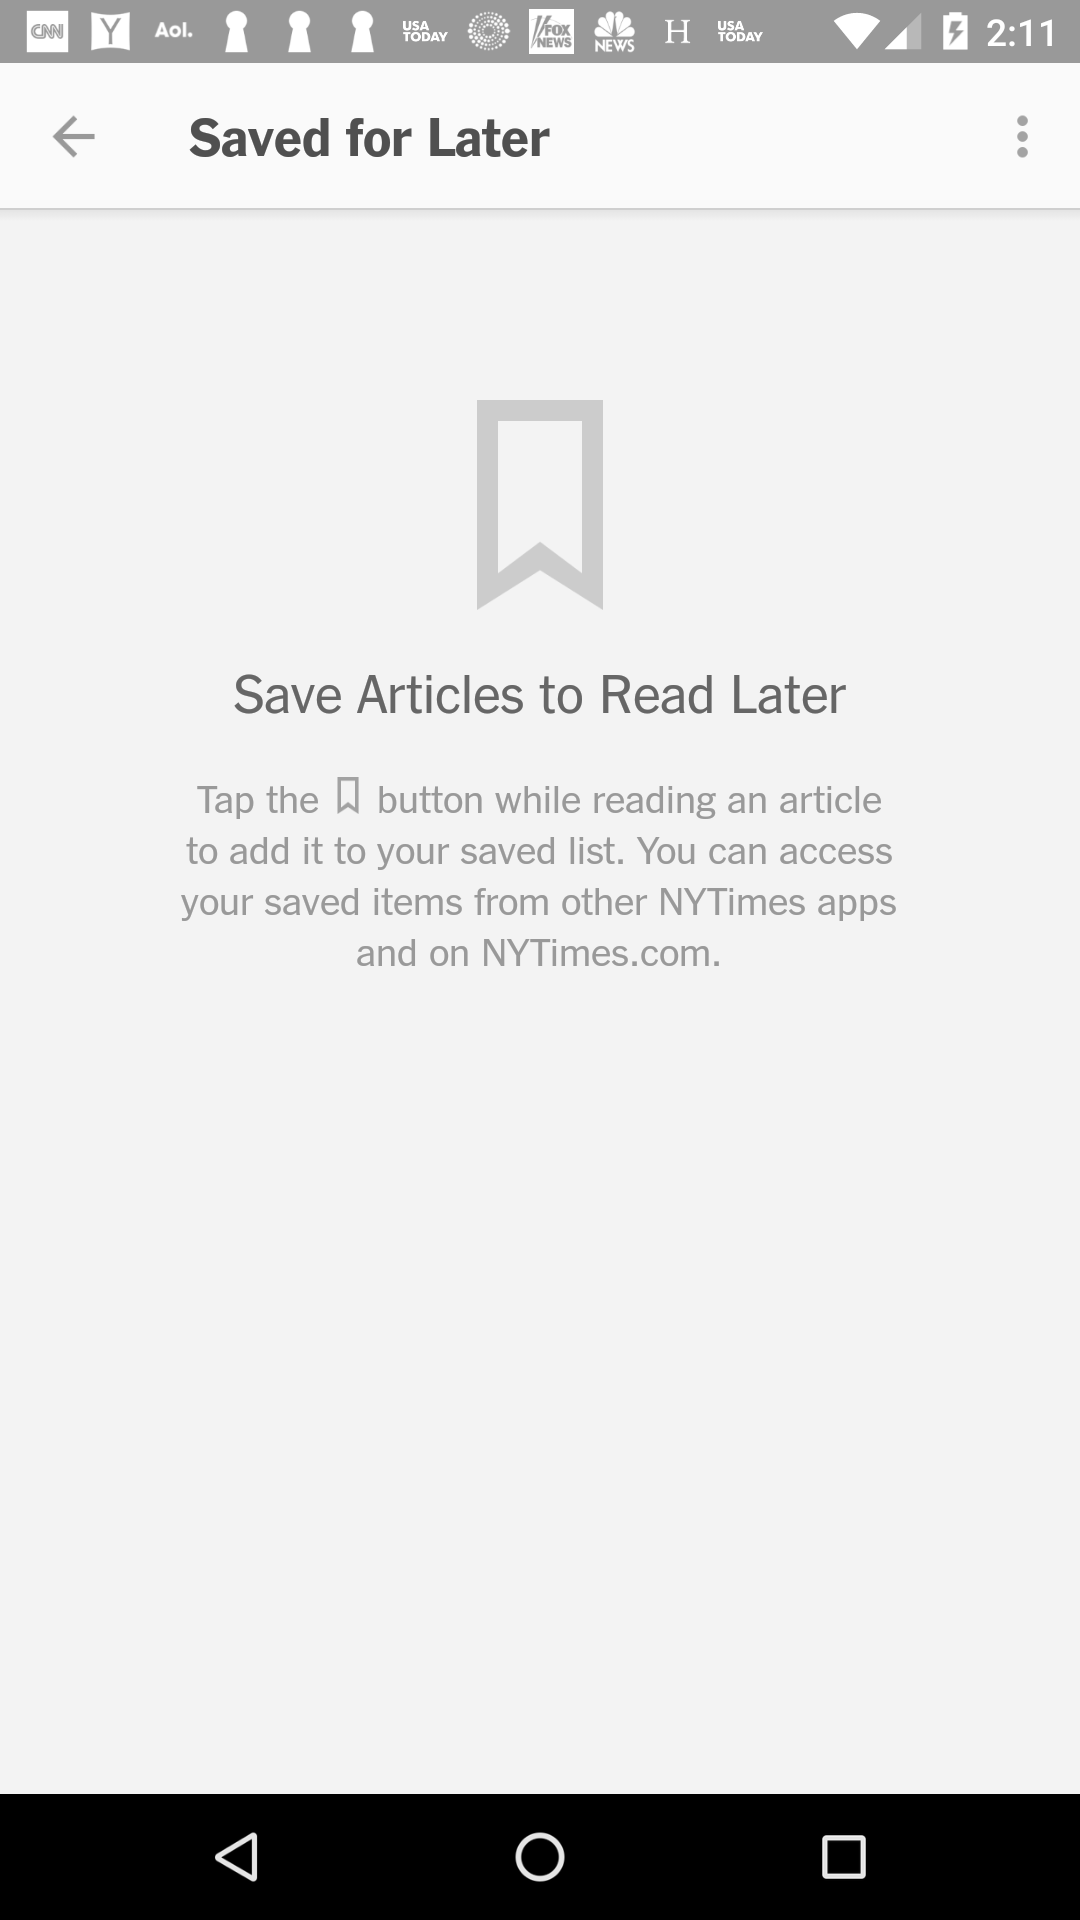 CNN Y Aol. USA TODAY FOX NEWS NEWS H USA TODAY 2:11
Saved for Later
Save Articles to Read Later
Tap the button while reading an article
to add it to your saved list. You can access
your saved items from other NYTimes apps
and on NYTimes.com.